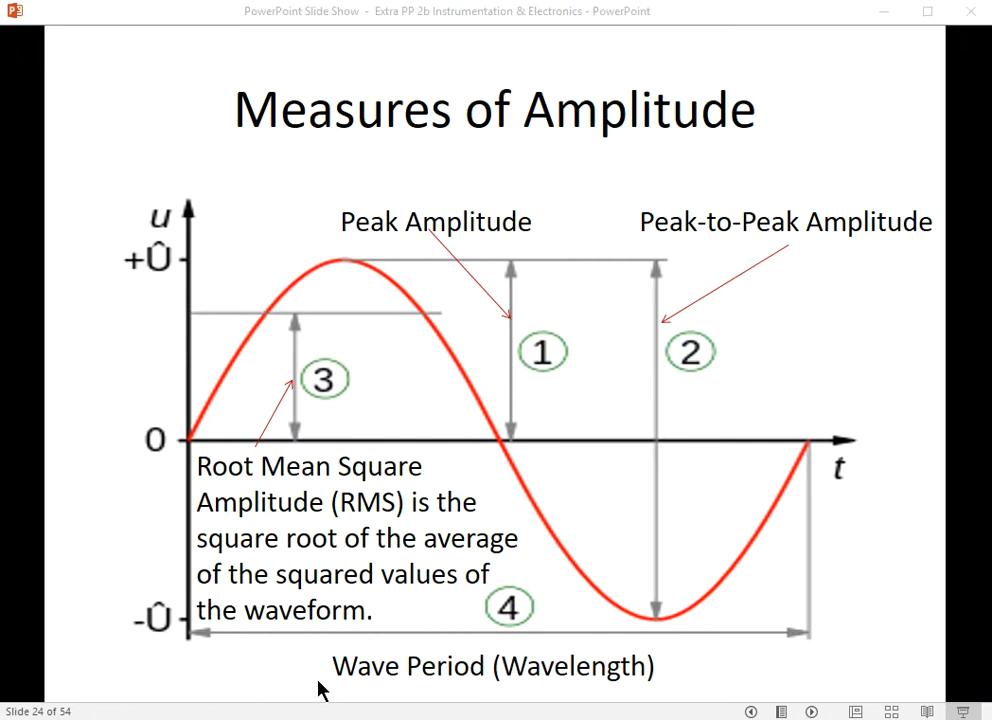 PowerPoint Slide Show - Extra PP 2b Instrumentation & Electronics - PowerPoint
Measures of Amplitude
u
Peak Amplitude
Peak-to-Peak Amplitude
+Û
1
2
3
0
t
Root Mean Square
Amplitude (RMS) is the
square root of the average
of the squared values of
the waveform.
4
-Û
Wave Period (Wavelength)
Slide 24 of 54